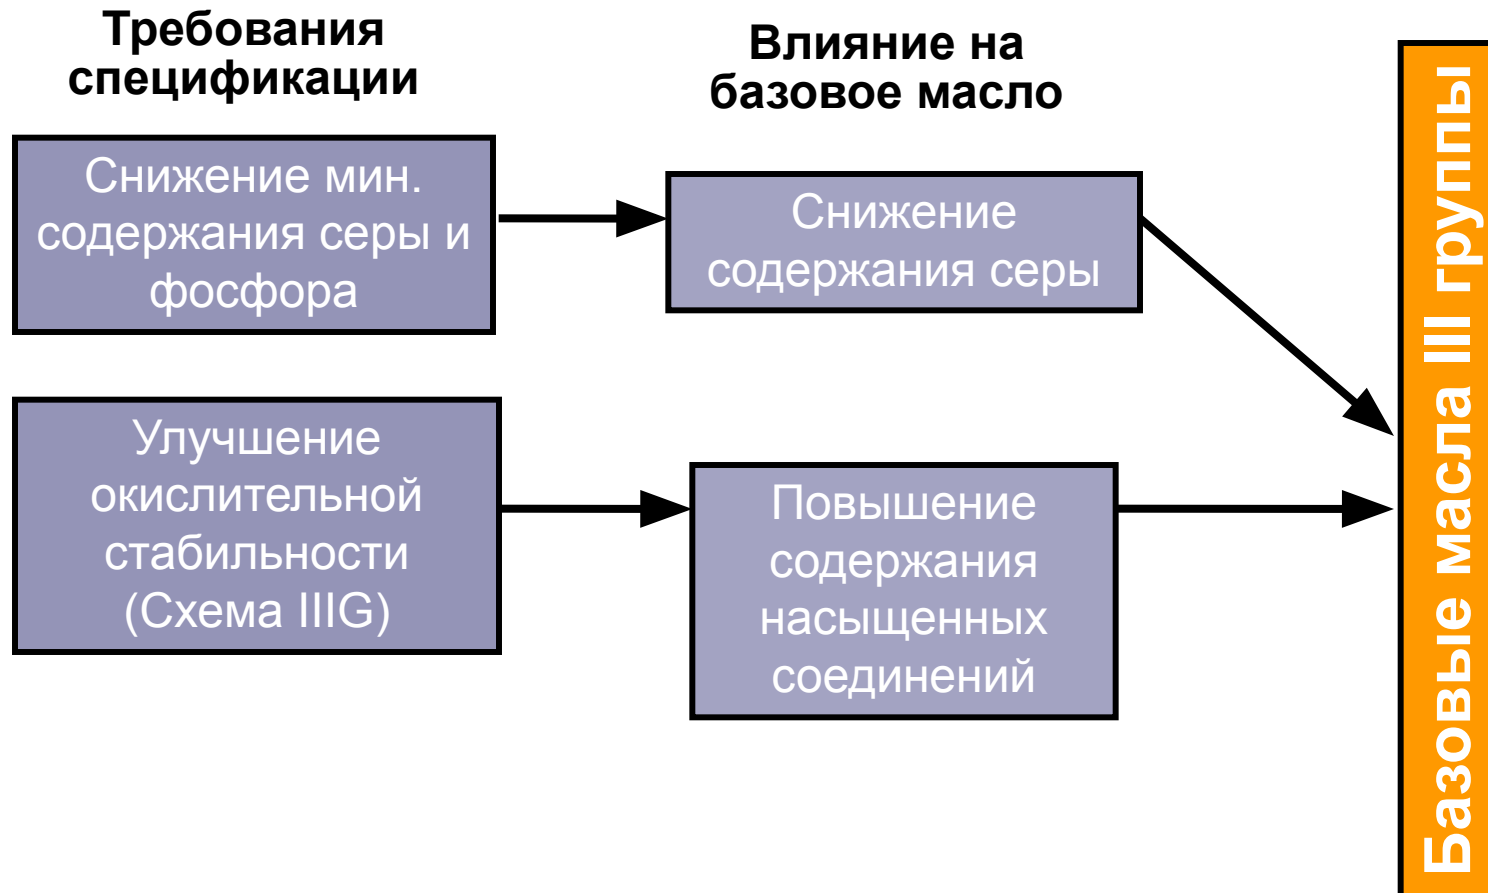 Требования
спецификации
Влияние на
базовое масло
Снижение мин.
содержания серы и
фосфора
Снижение
содержания серы
Улучшение
окислительной
стабильности
(Схема IIIG)
Повышение
содержания
насыщенных
соединений
Базовые масла III группы